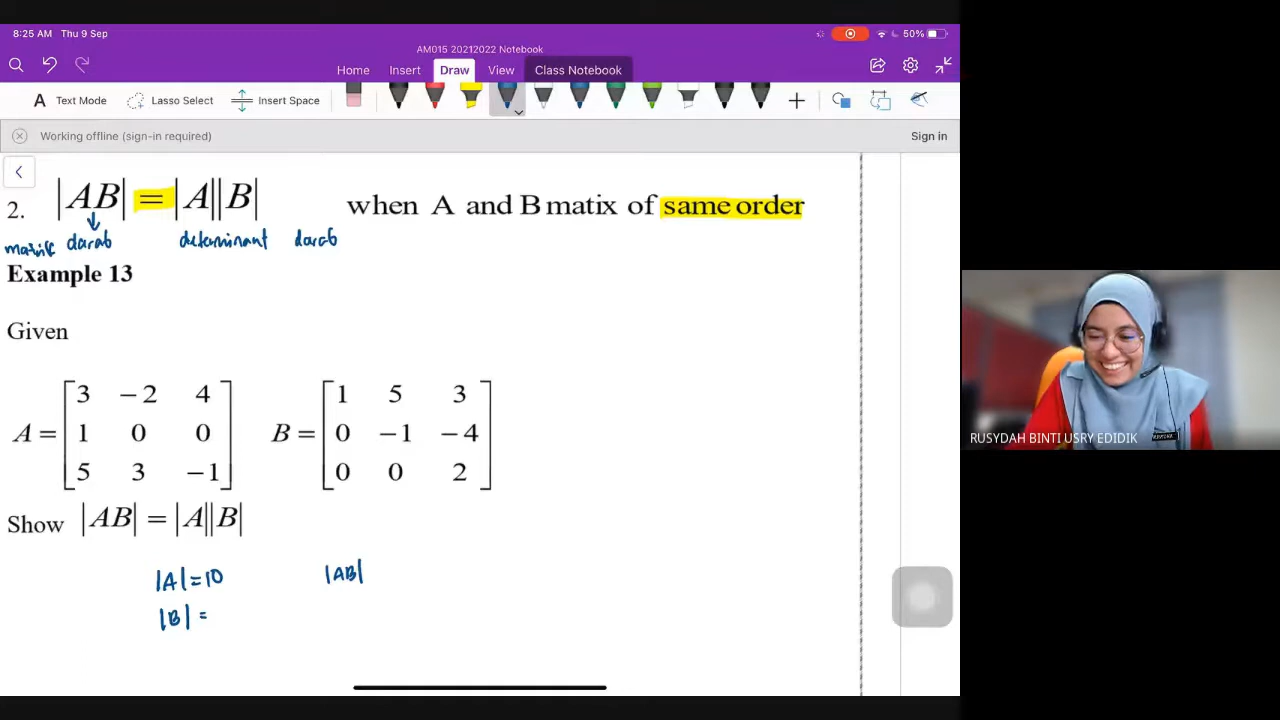 8:25 AM Thu 9 Sep
50%
AM015 20212022 Notebook
Home Insert Draw View Class Notebook
A Text Mode Lasso Select Insert Space
Working offline (sign-in required) Sign in
2. |AB| = |A||B| when A and B matix of same order
darab determinant darab
Example 13
Given
A = [3 −2 4
1 0 0
5 3 −1]
B = [1 5 3
0 −1 −4
0 0 2]
Show |AB| = |A||B|
|A| = 10 |AB|
|B| =
RUSYDAH BINTI USRY EDIDIK